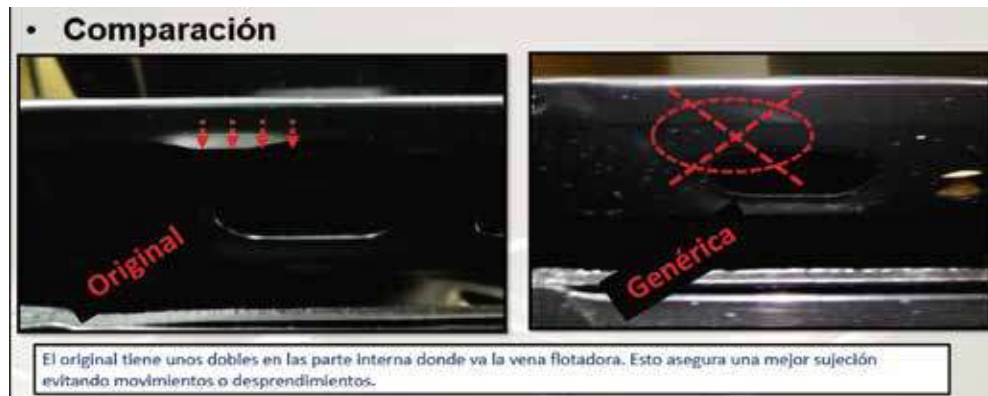 • Comparación
Original
Genérica
El original tiene unos dobles en las parte interna donde va la vena flotadora. Esto asegura una mejor sujeción
evitando movimientos o desprendimientos.